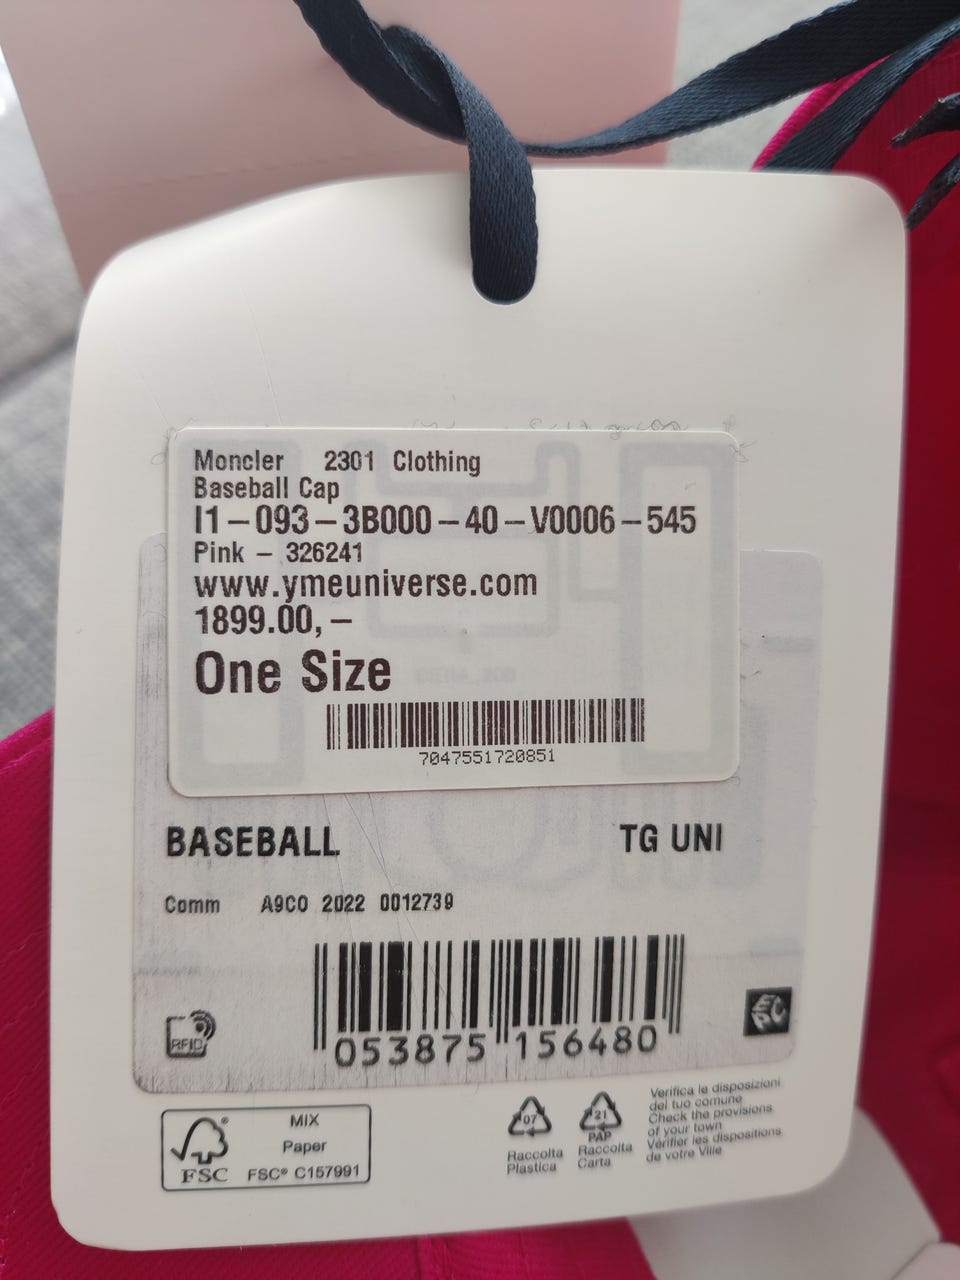 Moncler 2301 Clothing
Baseball Cap
I1-093-3B000-40-V0006-545
Pink - 326241
www.ymeuniverse.com
1899.00,-
One Size
7047551720851
BASEBALL TG UNI
Comm A9CO 2022 0012739
053875 156480
RFID
EPC
FSC
MIX
Paper
FSC® C157991
07
Raccolta
Plastica
21
PAP
Raccolta
Carta
Verifica le disposizioni
del tuo comune
Check the provisions
of your town
Vérifier les dispositions
de votre Ville